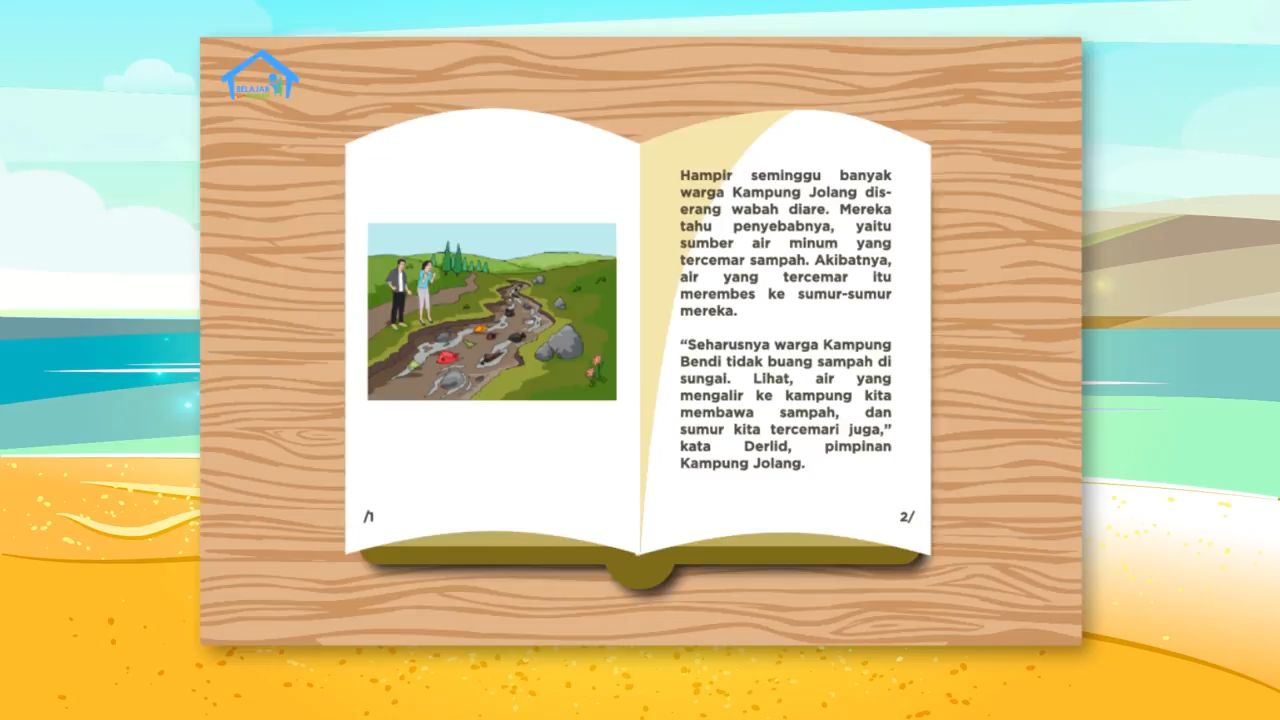 BELAJAR
Hampir seminggu banyak
warga Kampung Jolang dis-
erang wabah diare. Mereka
tahu penyebabnya, yaitu
sumber air minum yang
tercemar sampah. Akibatnya,
air yang tercemar itu
merembes ke sumur-sumur
mereka.
“Seharusnya warga Kampung
Bendi tidak buang sampah di
sungai. Lihat, air yang
mengalir ke kampung kita
membawa sampah, dan
sumur kita tercemari juga,”
kata Derlid, pimpinan
Kampung Jolang.
/1
2/